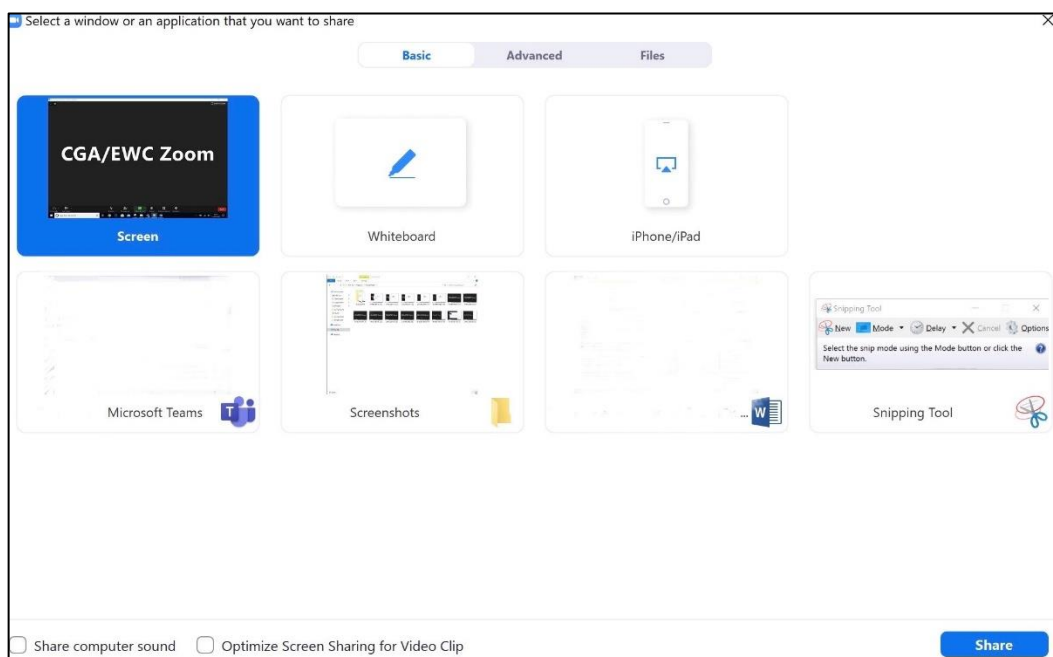 Select a window or an application that you want to share
Basic Advanced Files
CGA/EWC Zoom
Screen
Whiteboard
iPhone/iPad
Microsoft Teams
Screenshots
...
Snipping Tool
New Mode Delay Cancel Options
Select the snip mode using the Mode button or click the
New button.
Snipping Tool
Share computer sound
Optimize Screen Sharing for Video Clip
Share